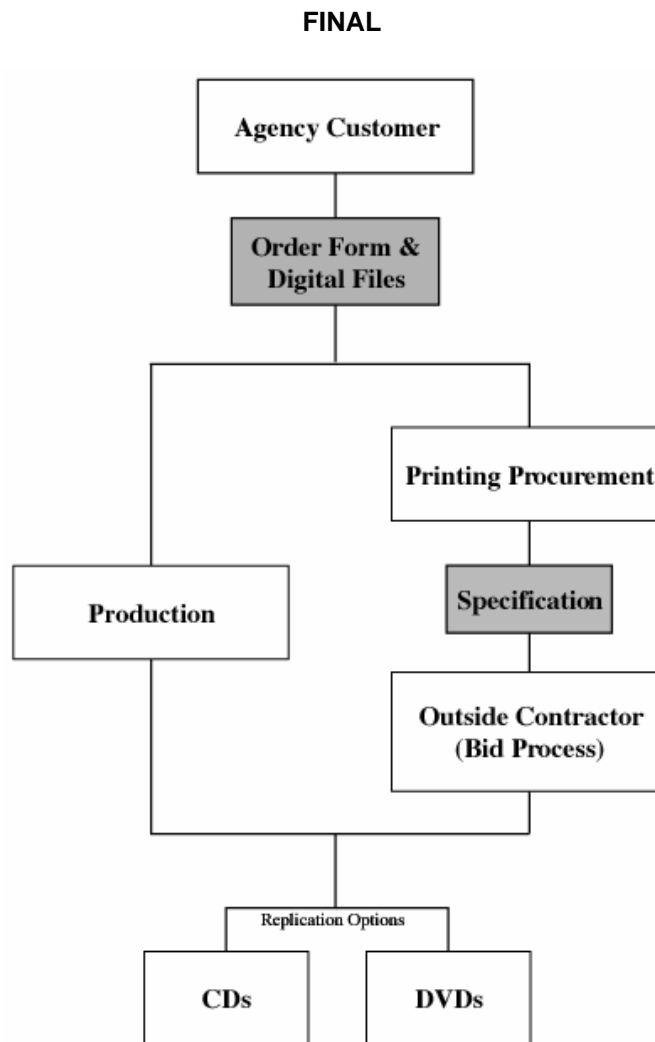 FINAL
Agency Customer
Order Form &
Digital Files
Printing Procurement
Production
Specification
Outside Contractor
(Bid Process)
Replication Options
CDs
DVDs